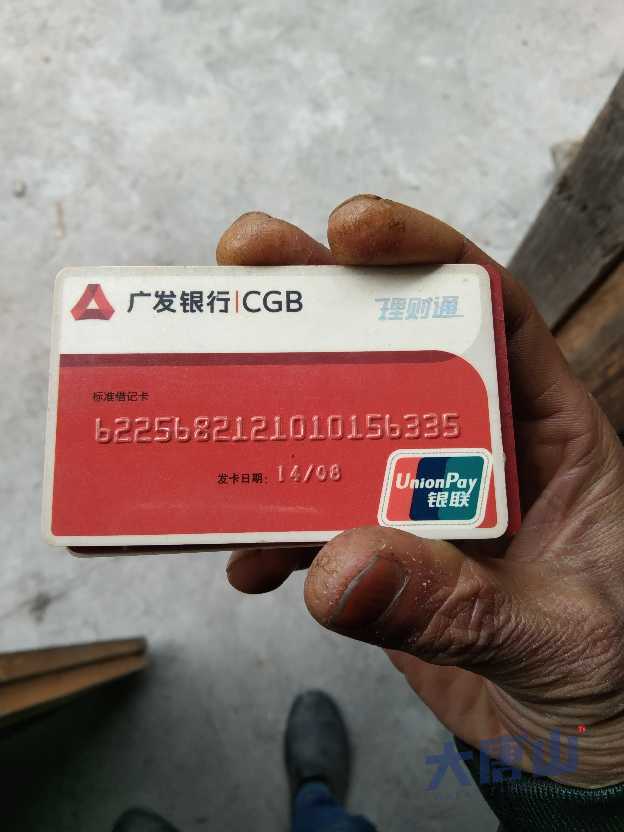 广发银行|CGB
理财通
标准借记卡
6225682121010156335
发卡日期: 14/08
UnionPay
银联
大唐山